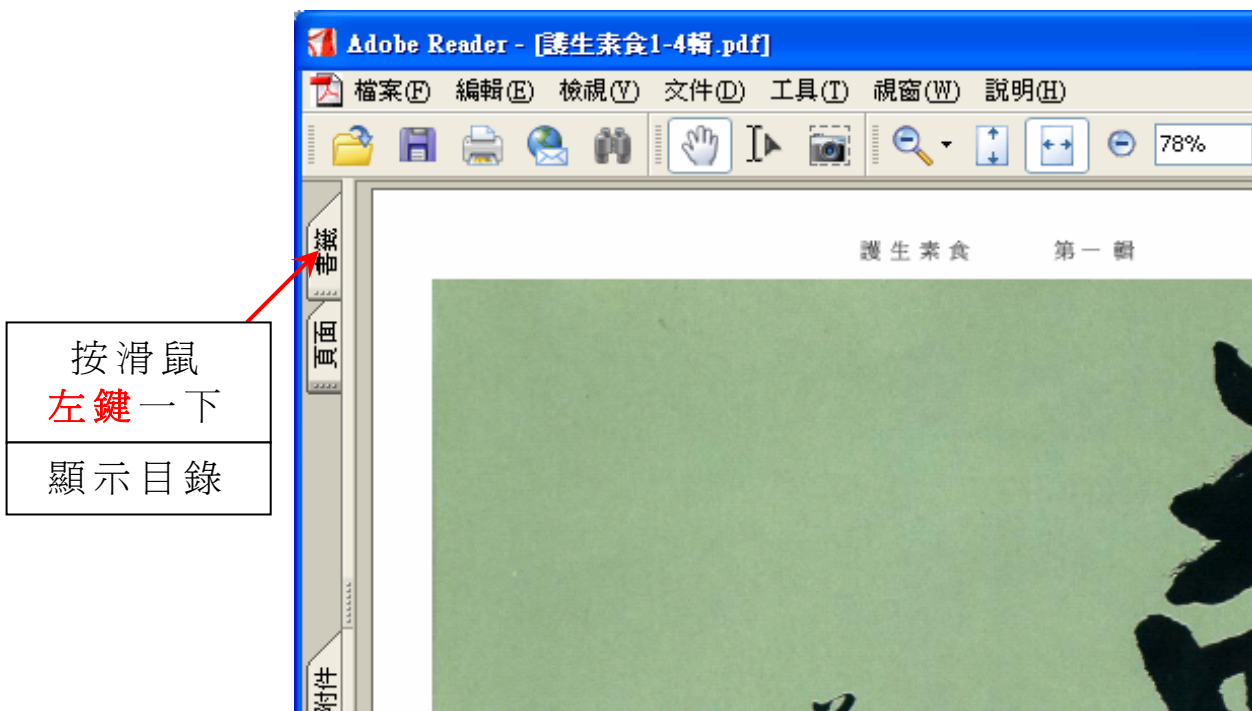 Adobe Reader - [護生素食1-4輯.pdf]
檔案(F) 編輯(E) 檢視(V) 文件(D) 工具(T) 視窗(W) 說明(H)
78%
書籤
護生素食 第一輯
頁面
按滑鼠
左鍵一下
顯示目錄
附件